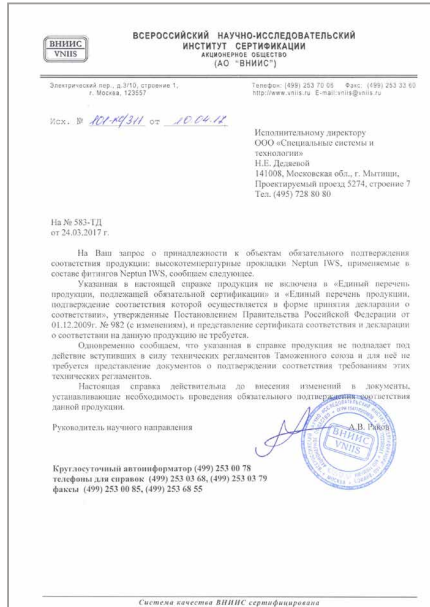 ВСЕРОССИЙСКИЙ НАУЧНО-ИССЛЕДОВАТЕЛЬСКИЙ
ИНСТИТУТ СЕРТИФИКАЦИИ
АКЦИОНЕРНОЕ ОБЩЕСТВО
(АО "ВНИИС")
ВНИИС
VNIIS
Электрический пер., д.3/10, строение 1,
г. Москва, 123557
Телефон: (499) 253 70 06 Факс: (499) 253 33 60
http://www.vniis.ru E-mail:vniis@vniis.ru
Исх. № 101-КС/311 от 10.04.
Исполнительному директору
ООО «Специальные системы и
технологии»
Н.Е. Дедяевой
141008, Московская обл., г. Мытищи,
Проектируемый проезд 5274, строение 7
Тел. (495) 728 80 80
На № 583-ТД
от 24.03.2017 г.
На Ваш запрос о принадлежности к объектам обязательного подтверждения
соответствия продукции: высокотемпературные прокладки Neptun IWS, применяемые в
составе фитингов Neptun IWS, сообщаем следующее.
Указанная в настоящей справке продукция не включена в «Единый перечень
продукции, подлежащей обязательной сертификации» и «Единый перечень продукции,
подтверждение соответствия которой осуществляется в форме принятия декларации о
соответствии», утвержденные Постановлением Правительства Российской Федерации от
01.12.2009г. № 982 (с изменениями), и представление сертификата соответствия и декларации
о соответствии на данную продукцию не требуется.
Одновременно сообщаем, что указанная в справке продукция не подпадает под
действие вступивших в силу технических регламентов Таможенного союза и для неё не
требуется представление документов о подтверждении соответствия требованиям этих
технических регламентов.
Настоящая справка действительна до внесения изменений в документы,
устанавливающие необходимость проведения обязательного подтверждения соответствия
данной продукции.
Руководитель научного направления
А.В. Раков
ВНИИС
VNIIS
Круглосуточный автоинформатор (499) 253 00 78
телефоны для справок (499) 253 03 68, (499) 253 03 79
факсы (499) 253 00 85, (499) 253 68 55
Система качества ВНИИС сертифицирована